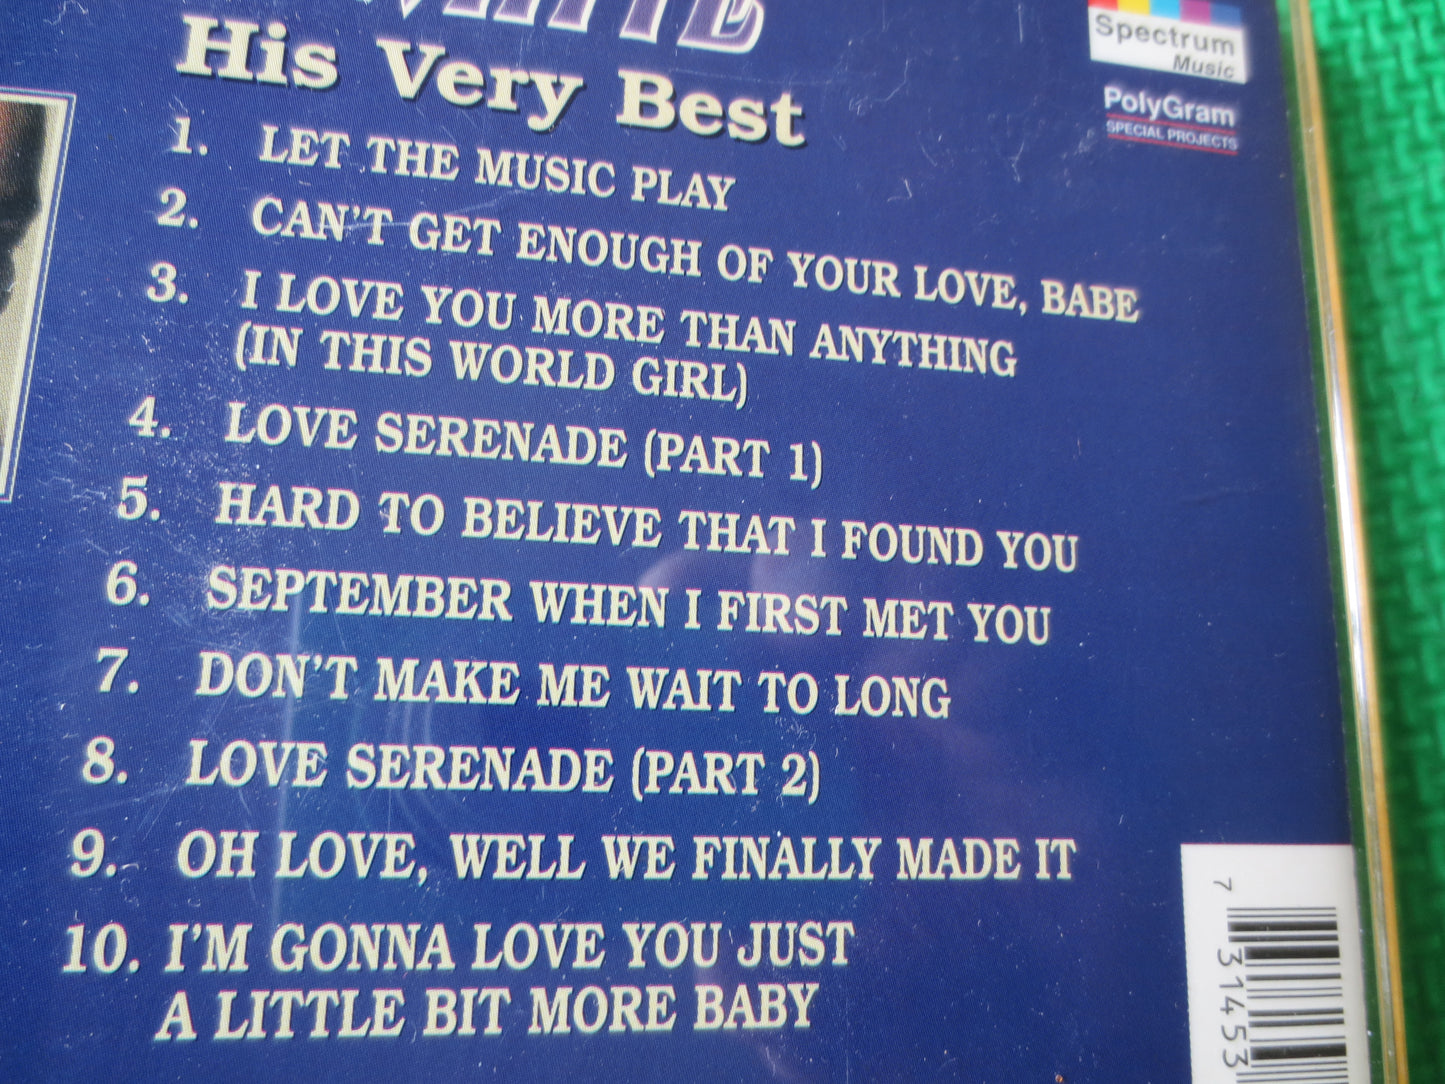 WHITE
His Very Best
Spectrum
Music
PolyGram
SPECIAL PROJECTS
1. LET THE MUSIC PLAY
2. CAN'T GET ENOUGH OF YOUR LOVE, BABE
3. I LOVE YOU MORE THAN ANYTHING
(IN THIS WORLD GIRL)
4. LOVE SERENADE (PART 1)
5. HARD TO BELIEVE THAT I FOUND YOU
6. SEPTEMBER WHEN I FIRST MET YOU
7. DON'T MAKE ME WAIT TO LONG
8. LOVE SERENADE (PART 2)
9. OH LOVE, WELL WE FINALLY MADE IT
10. I'M GONNA LOVE YOU JUST
A LITTLE BIT MORE BABY
7 31453